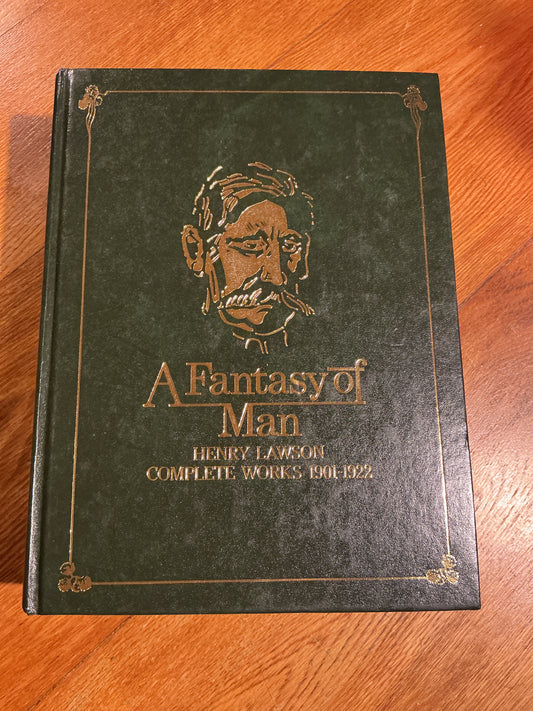 A Fantasy of
Man
HENRY LAWSON
COMPLETE WORKS 1901-1922